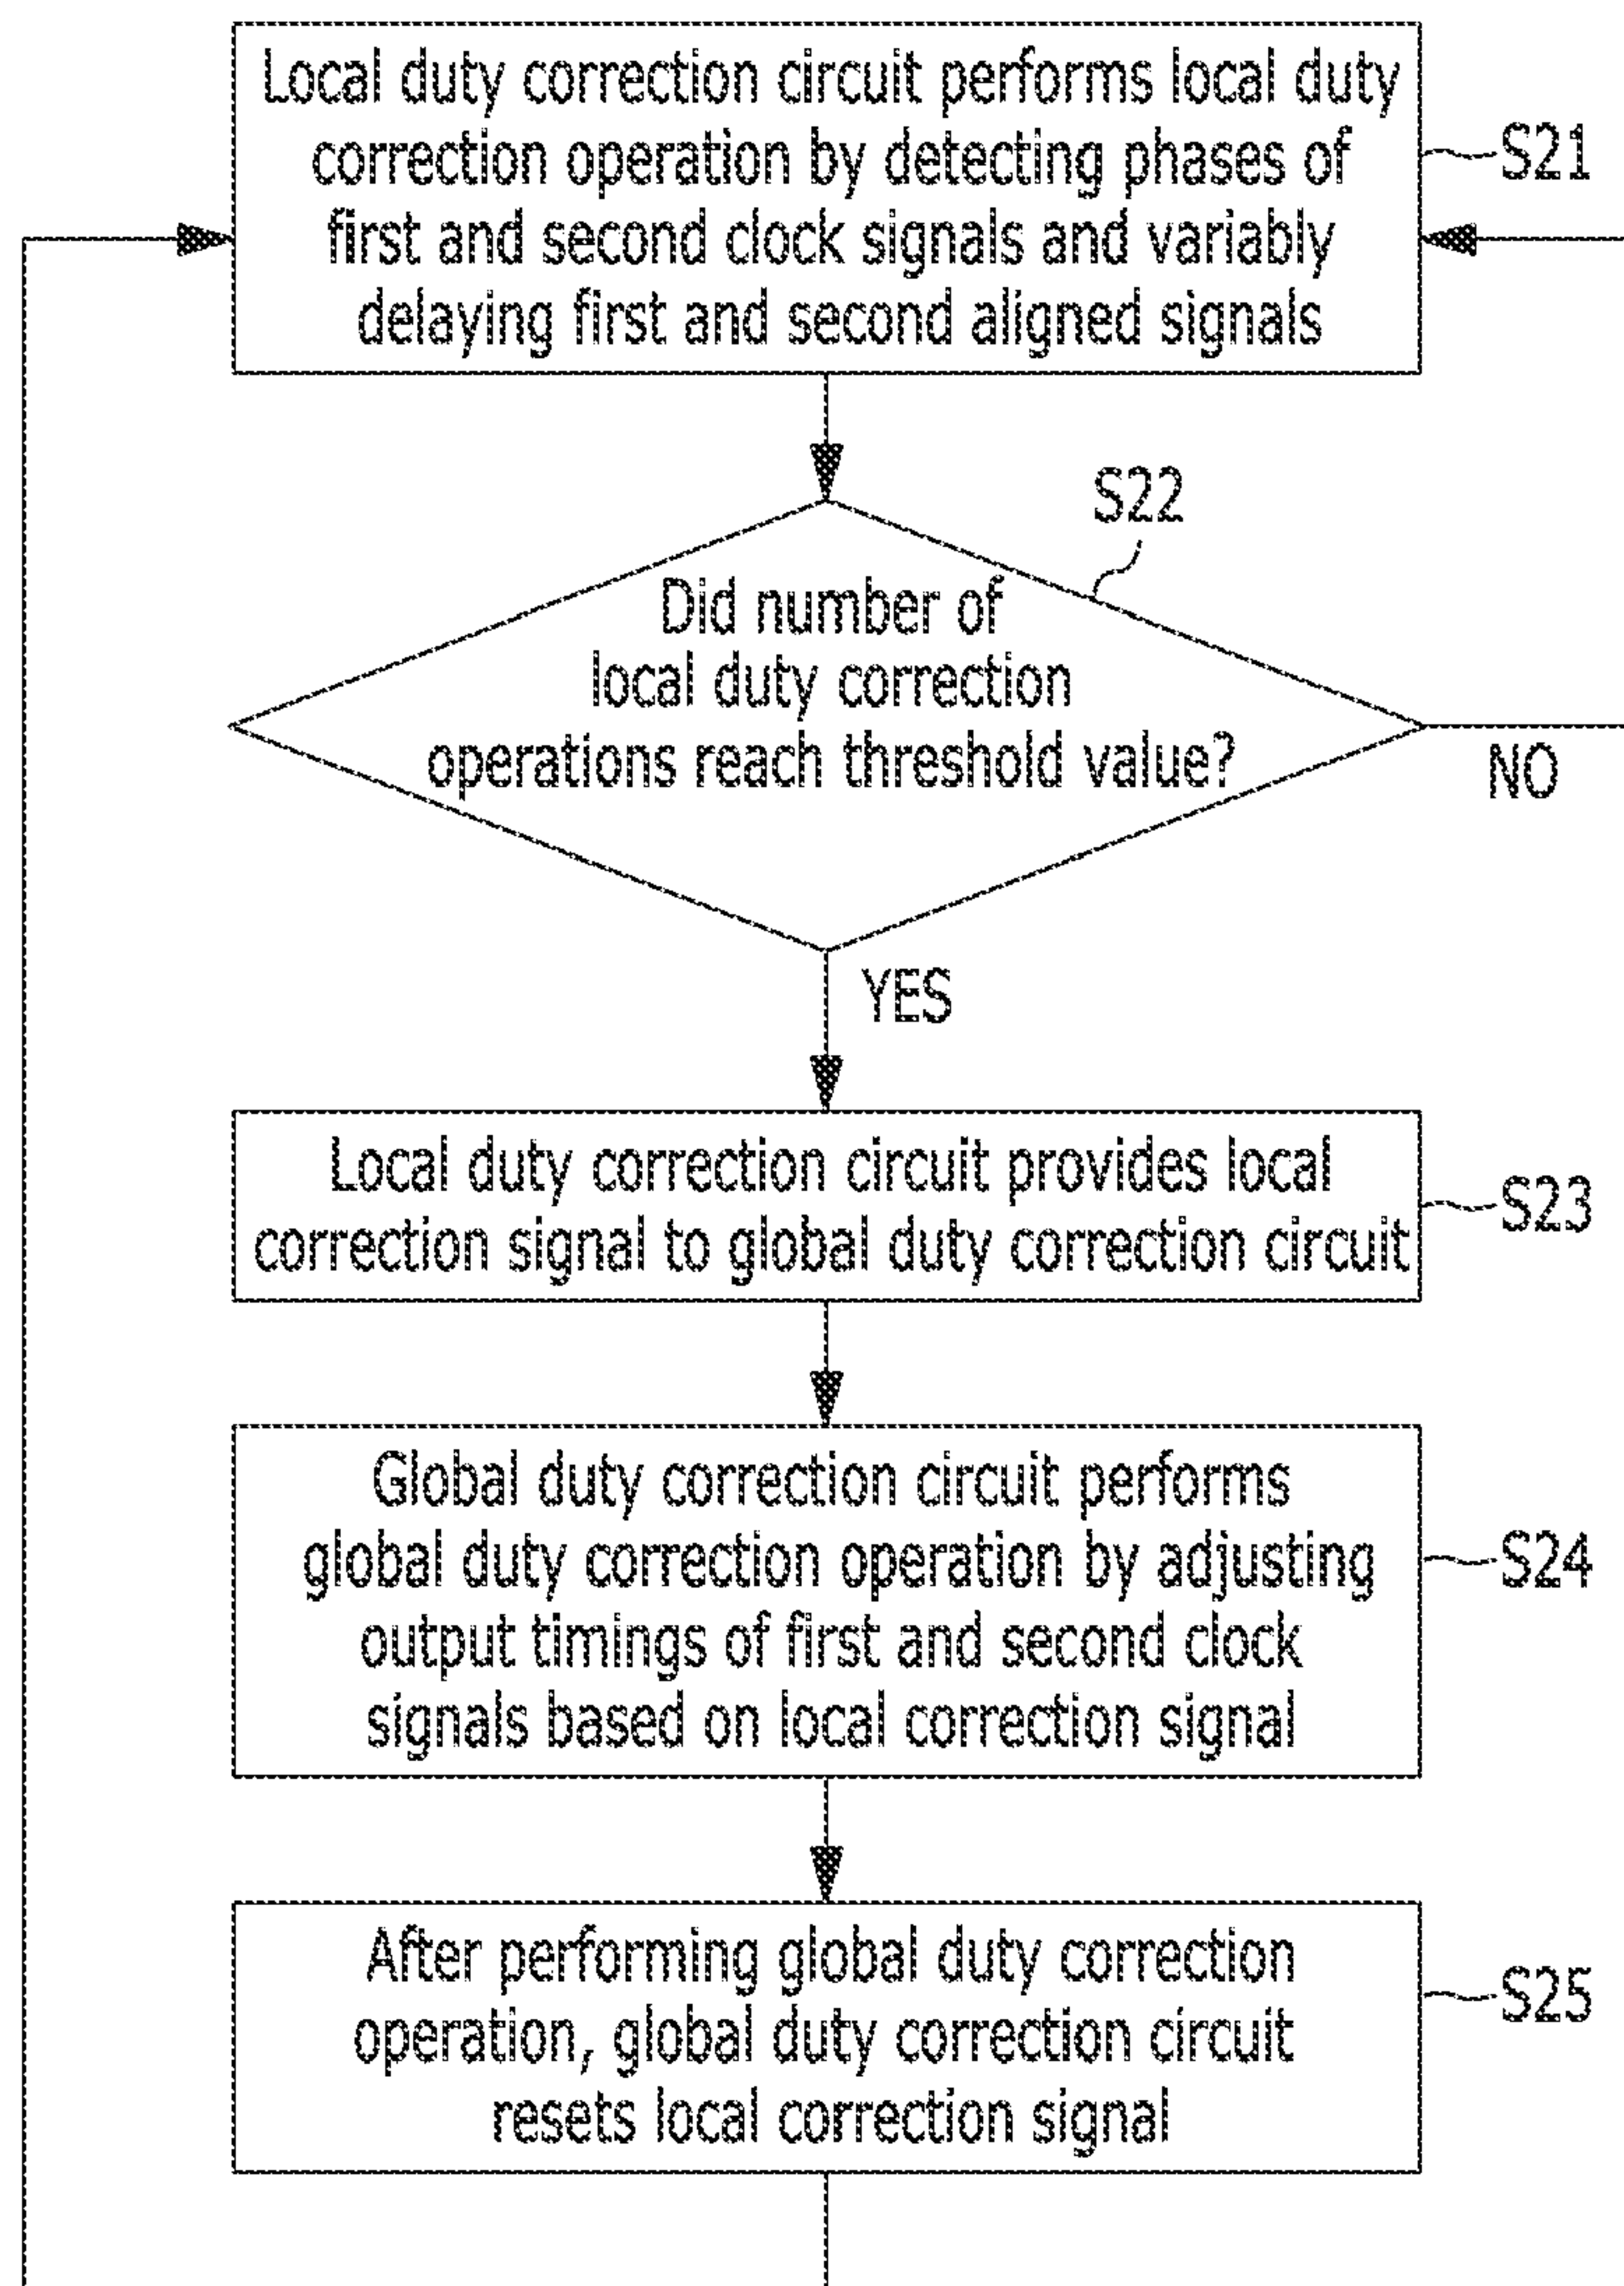 Local duty correction circuit performs local duty
correction operation by detecting phases of
first and second clock signals and variably
delaying first and second aligned signals
S21
S22
Did number of
local duty correction
operations reach threshold value?
NO
YES
Local duty correction circuit provides local
correction signal to global duty correction circuit
S23
Global duty correction circuit performs
global duty correction operation by adjusting
output timings of first and second clock
signals based on local correction signal
S24
After performing global duty correction
operation, global duty correction circuit
resets local correction signal
S25